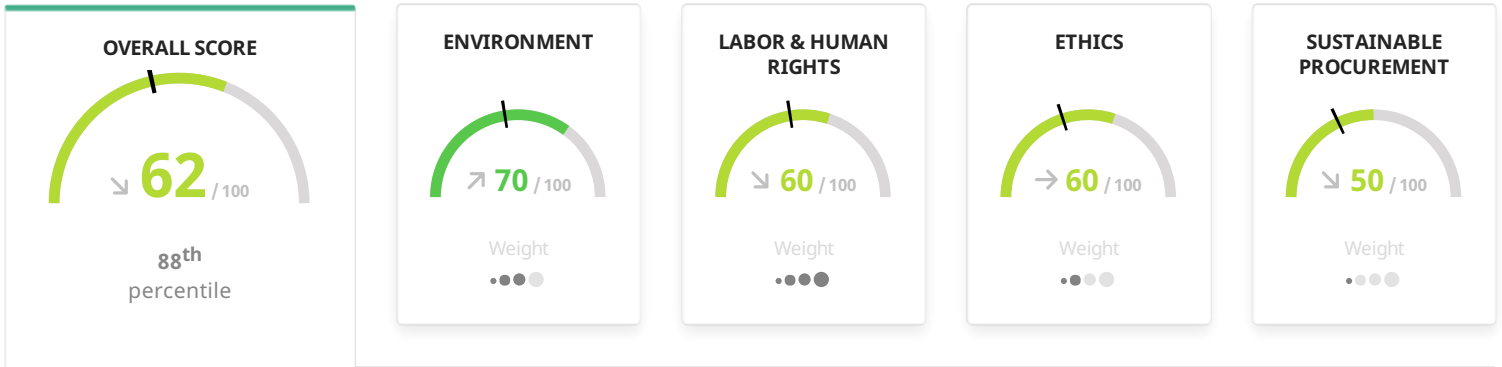 OVERALL SCORE
62 / 100
88th
percentile
ENVIRONMENT
70 / 100
Weight
LABOR & HUMAN
RIGHTS
60 / 100
Weight
ETHICS
60 / 100
Weight
SUSTAINABLE
PROCUREMENT
50 / 100
Weight